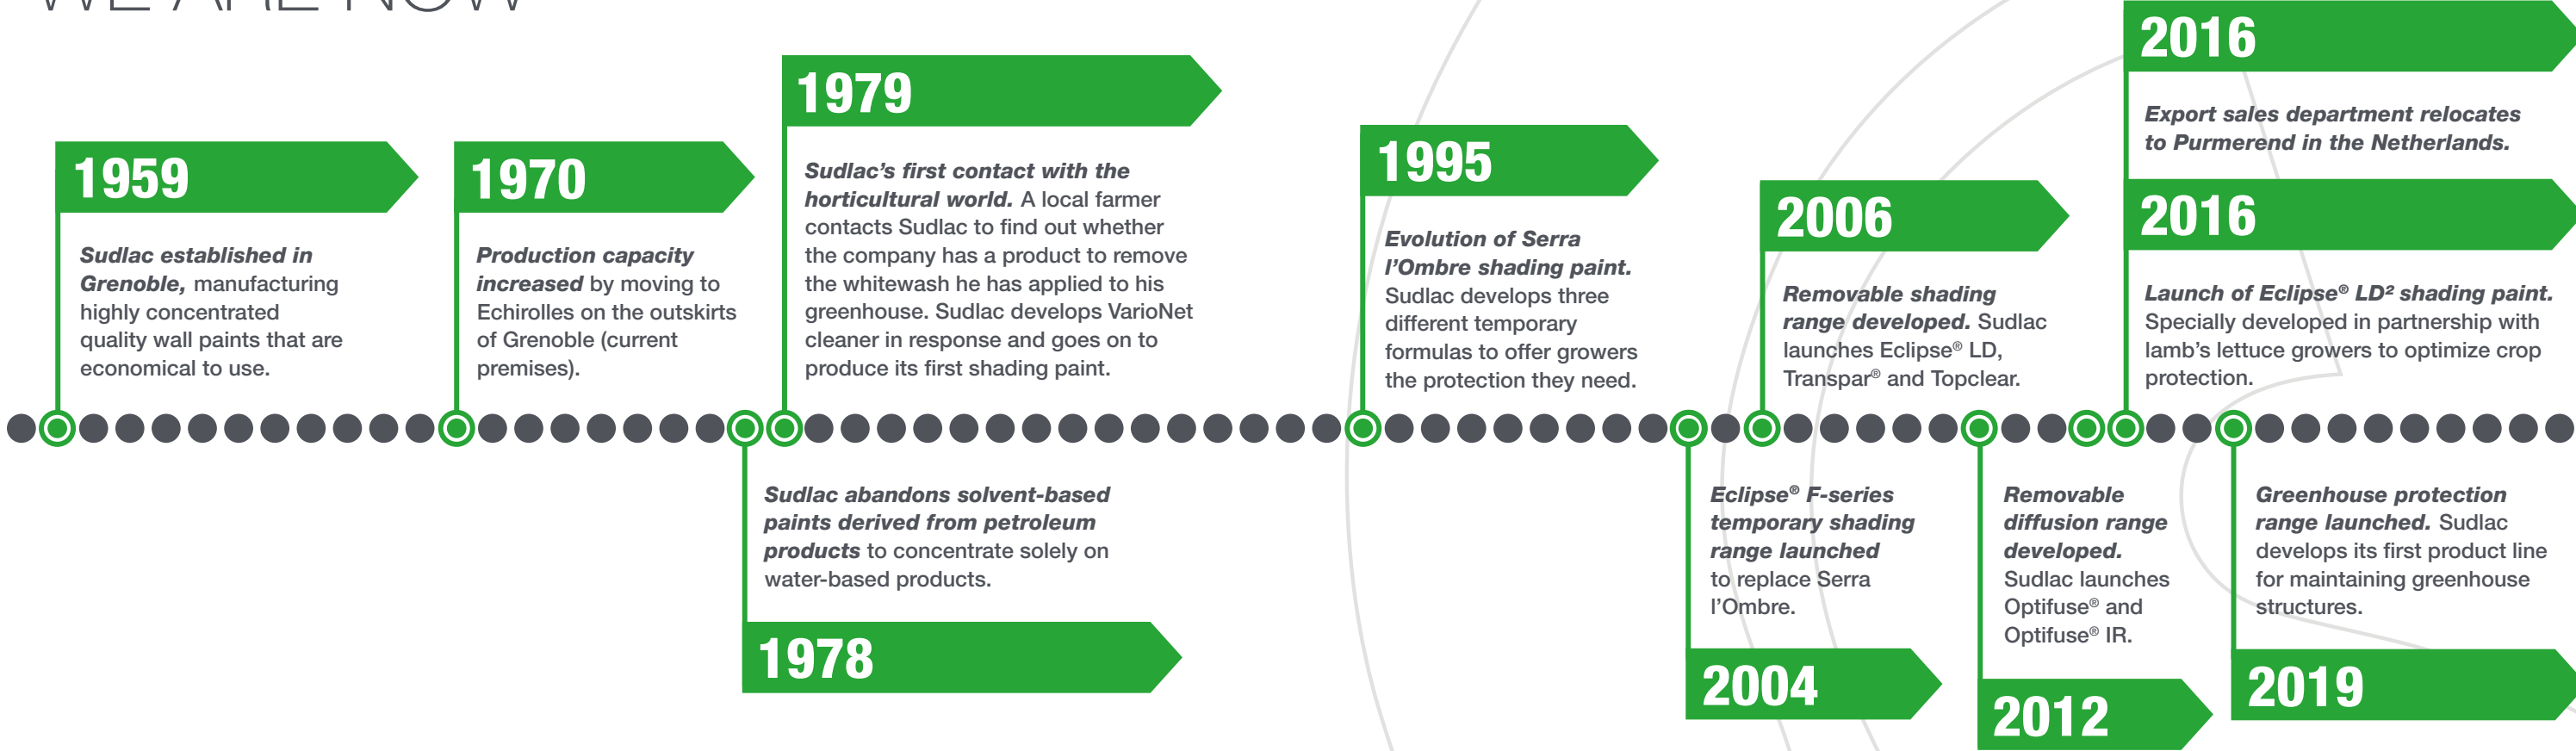 WE ARE NOW
1959
Sudlac established in
Grenoble, manufacturing
highly concentrated
quality wall paints that are
economical to use.
1970
Production capacity
increased by moving to
Echirolles on the outskirts
of Grenoble (current
premises).
1979
Sudlac’s first contact with the
horticultural world. A local farmer
contacts Sudlac to find out whether
the company has a product to remove
the whitewash he has applied to his
greenhouse. Sudlac develops VarioNet
cleaner in response and goes on to
produce its first shading paint.
Sudlac abandons solvent-based
paints derived from petroleum
products to concentrate solely on
water-based products.
1978
1995
Evolution of Serra
l’Ombre shading paint.
Sudlac develops three
different temporary
formulas to offer growers
the protection they need.
Eclipse® F-series
temporary shading
range launched
to replace Serra
l’Ombre.
2004
2006
Removable shading
range developed. Sudlac
launches Eclipse® LD,
Transpar® and Topclear.
Removable
diffusion range
developed.
Sudlac launches
Optifuse® and
Optifuse® IR.
2012
2016
Export sales department relocates
to Purmerend in the Netherlands.
2016
Launch of Eclipse® LD² shading paint.
Specially developed in partnership with
lamb’s lettuce growers to optimize crop
protection.
Greenhouse protection
range launched. Sudlac
develops its first product line
for maintaining greenhouse
structures.
2019